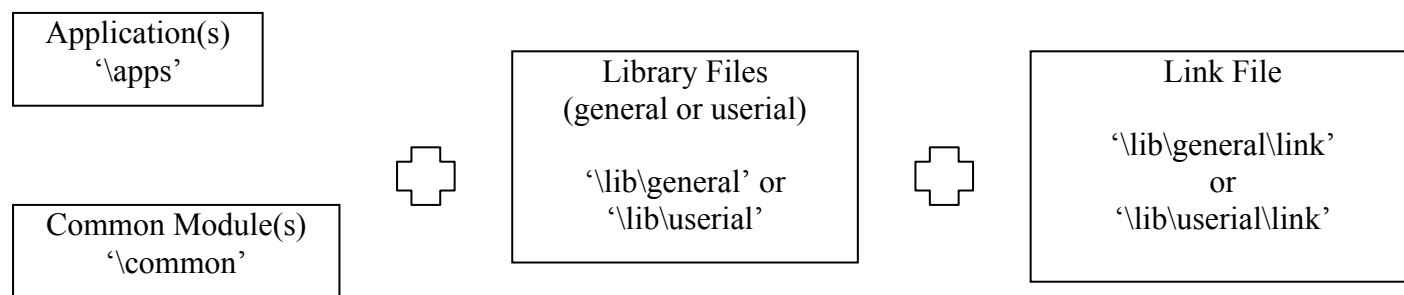 Application(s)
‘\apps’
Common Module(s)
‘\common’
Library Files
(general or userial)
‘\lib\general’ or
‘\lib\userial’
Link File
‘\lib\general\link’
or
‘\lib\userial\link’